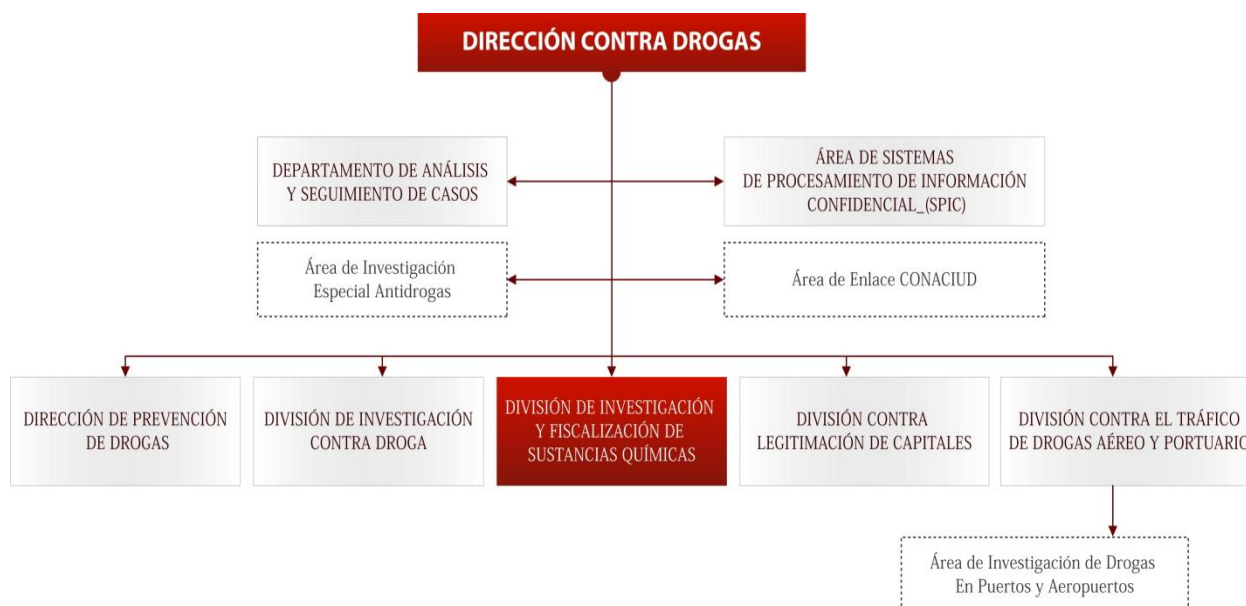 DIRECCIÓN CONTRA DROGAS
DEPARTAMENTO DE ANÁLISIS
Y SEGUIMIENTO DE CASOS
ÁREA DE SISTEMAS
DE PROCESAMIENTO DE INFORMACIÓN
CONFIDENCIAL_(SPIC)
Área de Investigación
Especial Antidrogas
Área de Enlace CONACIUD
DIRECCIÓN DE PREVENCIÓN
DE DROGAS
DIVISIÓN DE INVESTIGACIÓN
CONTRA DROGA
DIVISIÓN DE INVESTIGACIÓN
Y FISCALIZACIÓN DE
SUSTANCIAS QUÍMICAS
DIVISIÓN CONTRA
LEGITIMACIÓN DE CAPITALES
DIVISIÓN CONTRA EL TRÁFICO
DE DROGAS AÉREO Y PORTUARIO
Área de Investigación de Drogas
En Puertos y Aeropuertos